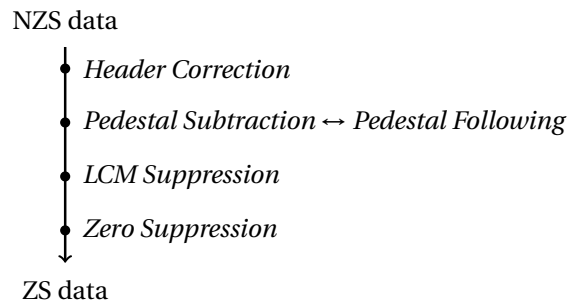 NZS data
Header Correction
Pedestal Subtraction ↔ Pedestal Following
LCM Suppression
Zero Suppression
ZS data